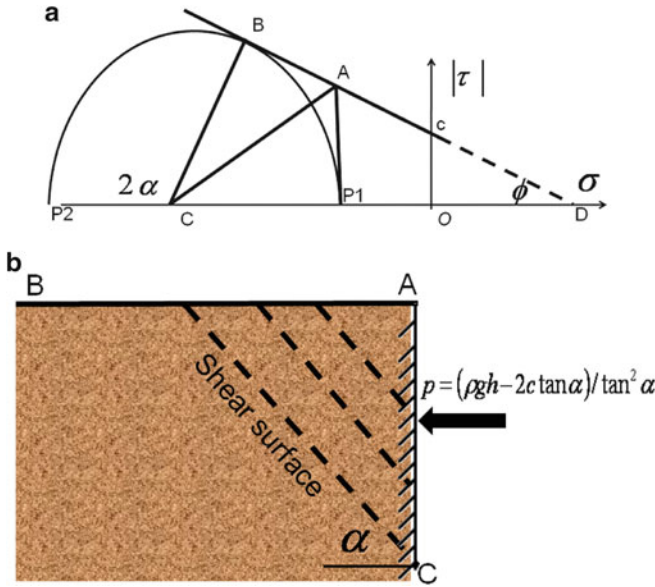 a
B
|τ|
A
c
2α
ϕ
σ
P2
C
P1
O
D
b
B
A
p = (ρgh − 2c tan α)/ tan² α
Shear surface
α
C